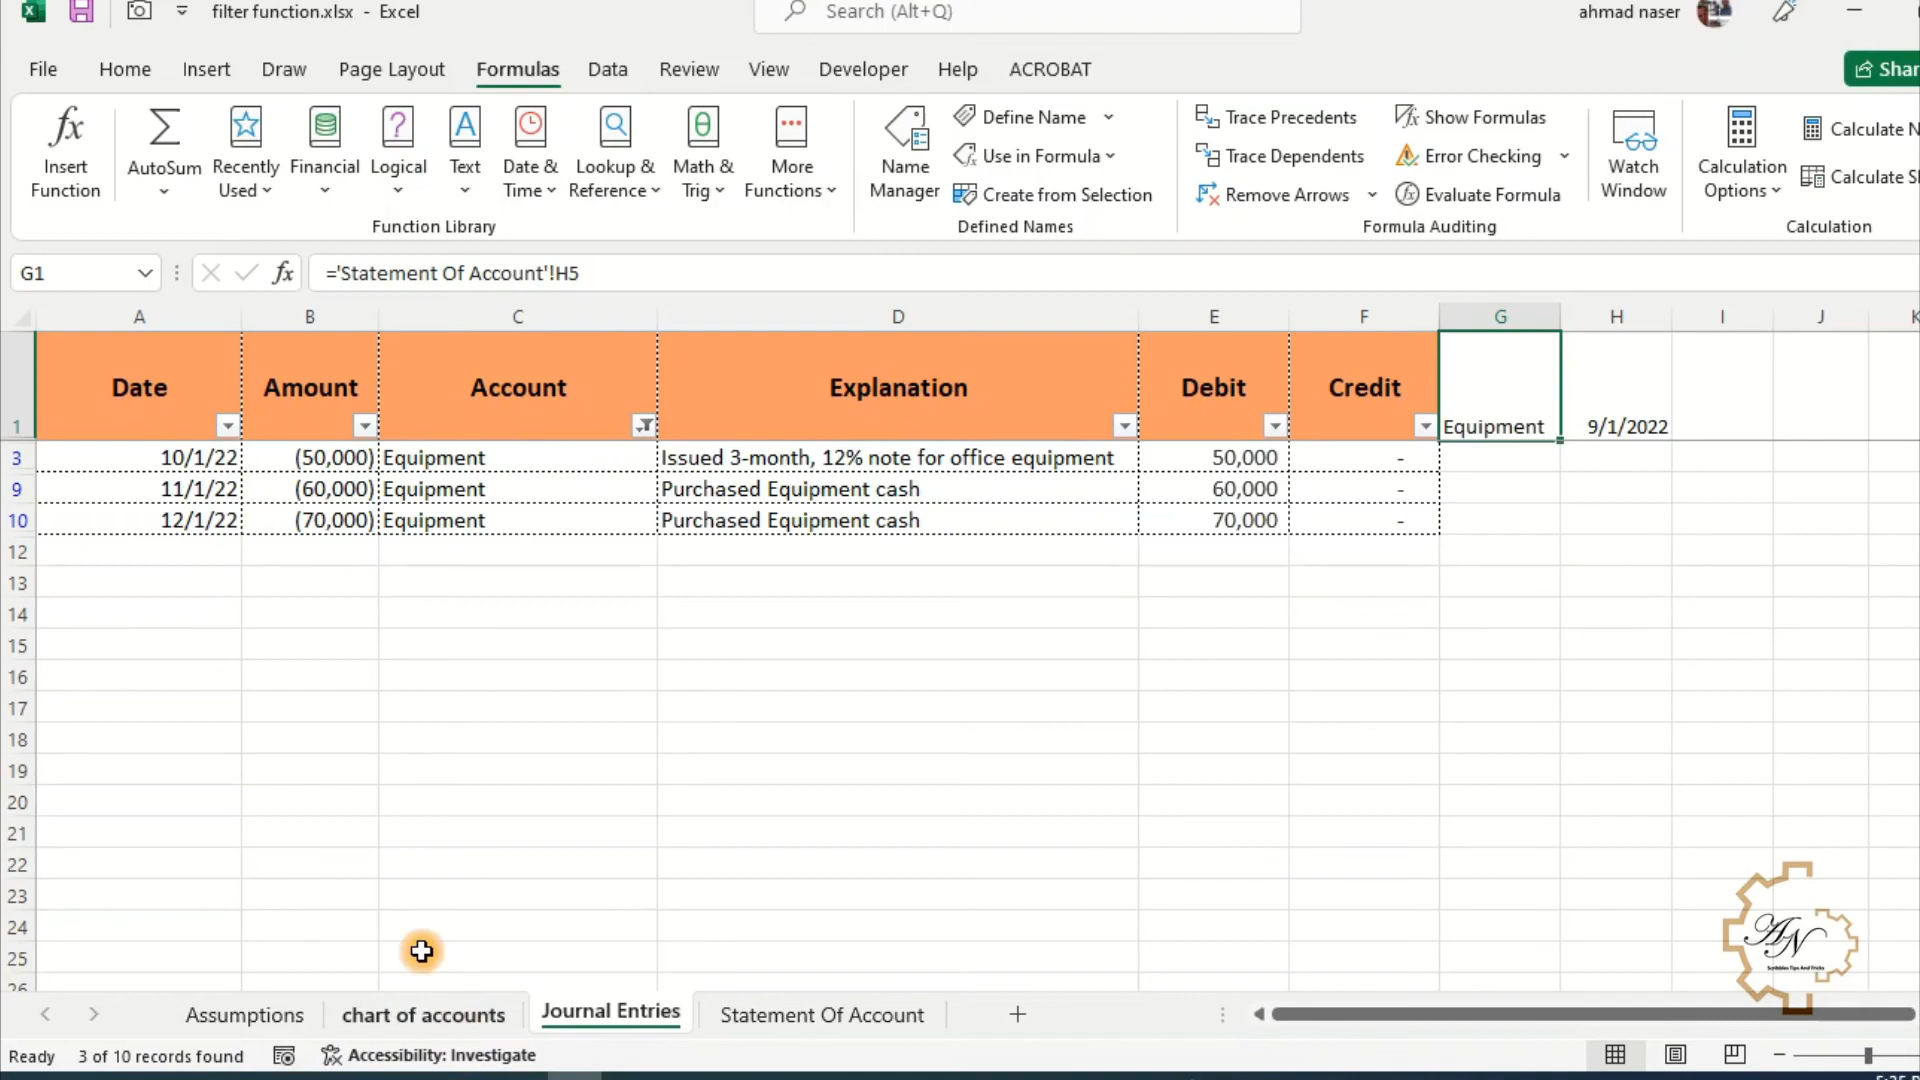 filter function.xlsx - Excel
Search (Alt+Q)
ahmad naser
File Home Insert Draw Page Layout Formulas Data Review View Developer Help ACROBAT
Shar
fx Insert Function
Σ AutoSum
Recently Used
Financial
Logical
A Text
Date & Time
Lookup & Reference
θ Math & Trig
More Functions
Function Library
Name Manager
Define Name
Use in Formula
Create from Selection
Defined Names
Trace Precedents
Trace Dependents
Remove Arrows
Show Formulas
Error Checking
Evaluate Formula
Formula Auditing
Watch Window
Calculation Options
Calculate N
Calculate S
Calculation
G1 fx ='Statement Of Account'!H5
A B C D E F G H I J K
1 Date Amount Account Explanation Debit Credit Equipment 9/1/2022
3 10/1/22 (50,000) Equipment Issued 3-month, 12% note for office equipment 50,000 -
9 11/1/22 (60,000) Equipment Purchased Equipment cash 60,000 -
10 12/1/22 (70,000) Equipment Purchased Equipment cash 70,000 -
12
13
14
15
16
17
18
19
20
21
22
23
24
25
26
AN
Scribbles Tips And Tricks
Assumptions chart of accounts Journal Entries Statement Of Account
Ready 3 of 10 records found Accessibility: Investigate